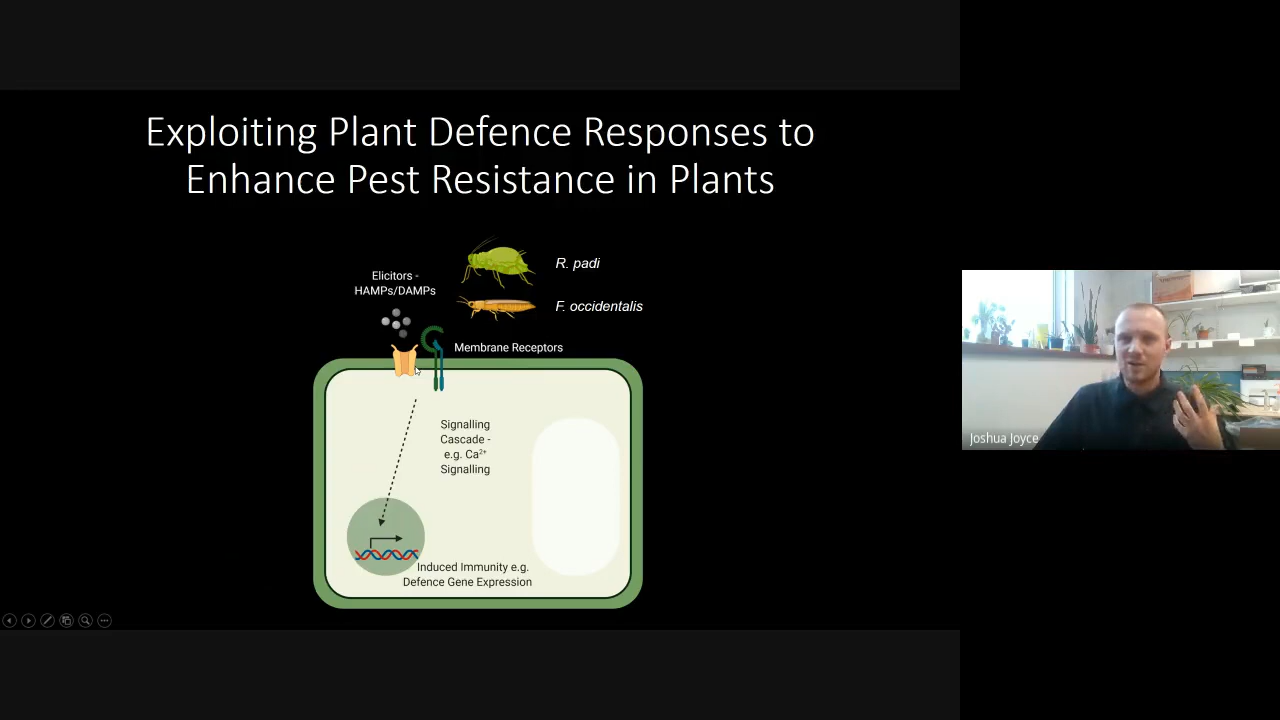 Exploiting Plant Defence Responses to
Enhance Pest Resistance in Plants
Elicitors -
HAMPs/DAMPs
R. padi
F. occidentalis
Membrane Receptors
Signalling
Cascade -
e.g. Ca²⁺
Signalling
Induced Immunity e.g.
Defence Gene Expression
Joshua Joyce